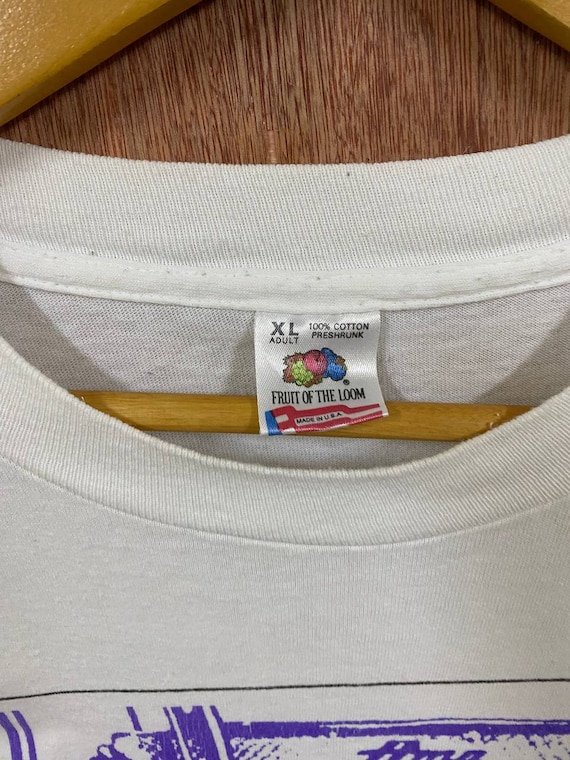 XL
ADULT
100% COTTON
PRESHRUNK
FRUIT OF THE LOOM
®
MADE IN U.S.A.